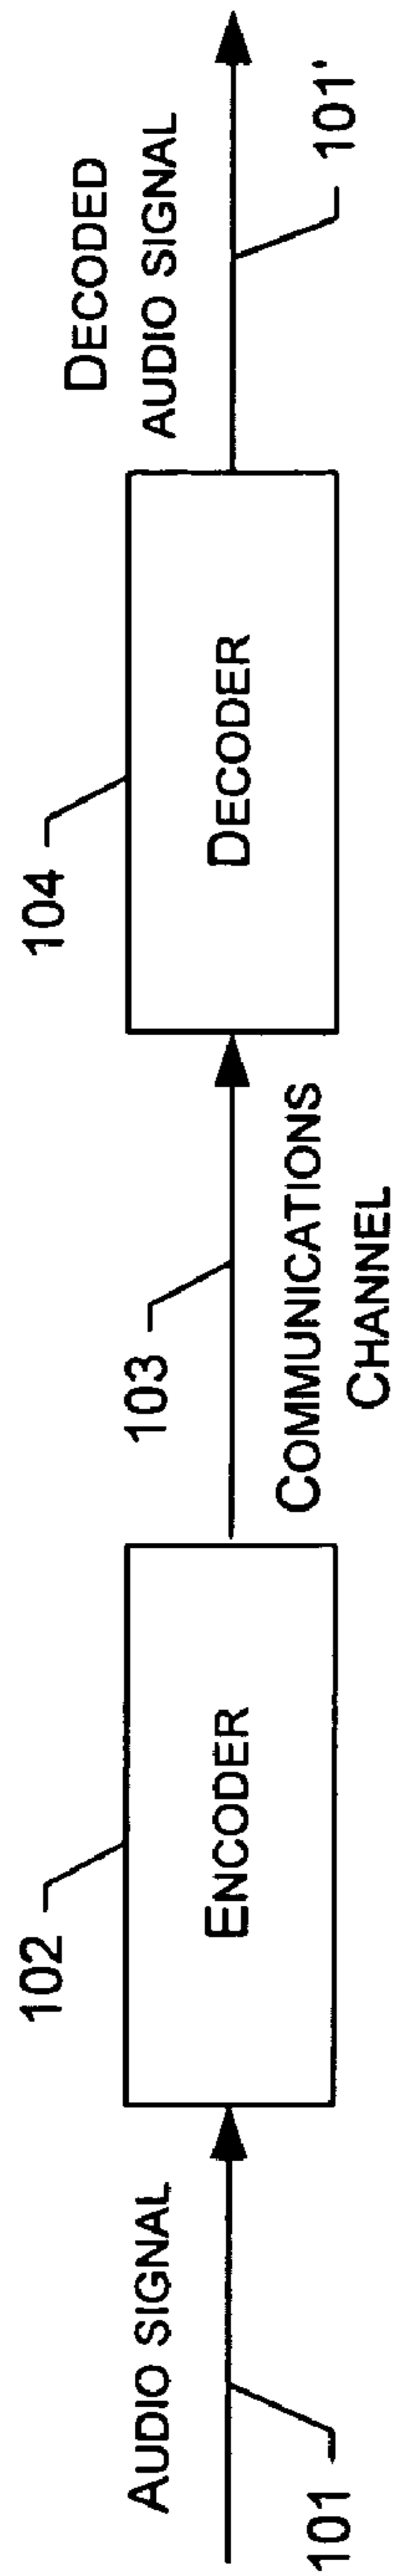 AUDIO SIGNAL
101
102
ENCODER
103
COMMUNICATIONS
CHANNEL
104
DECODER
DECODED
AUDIO SIGNAL
101'